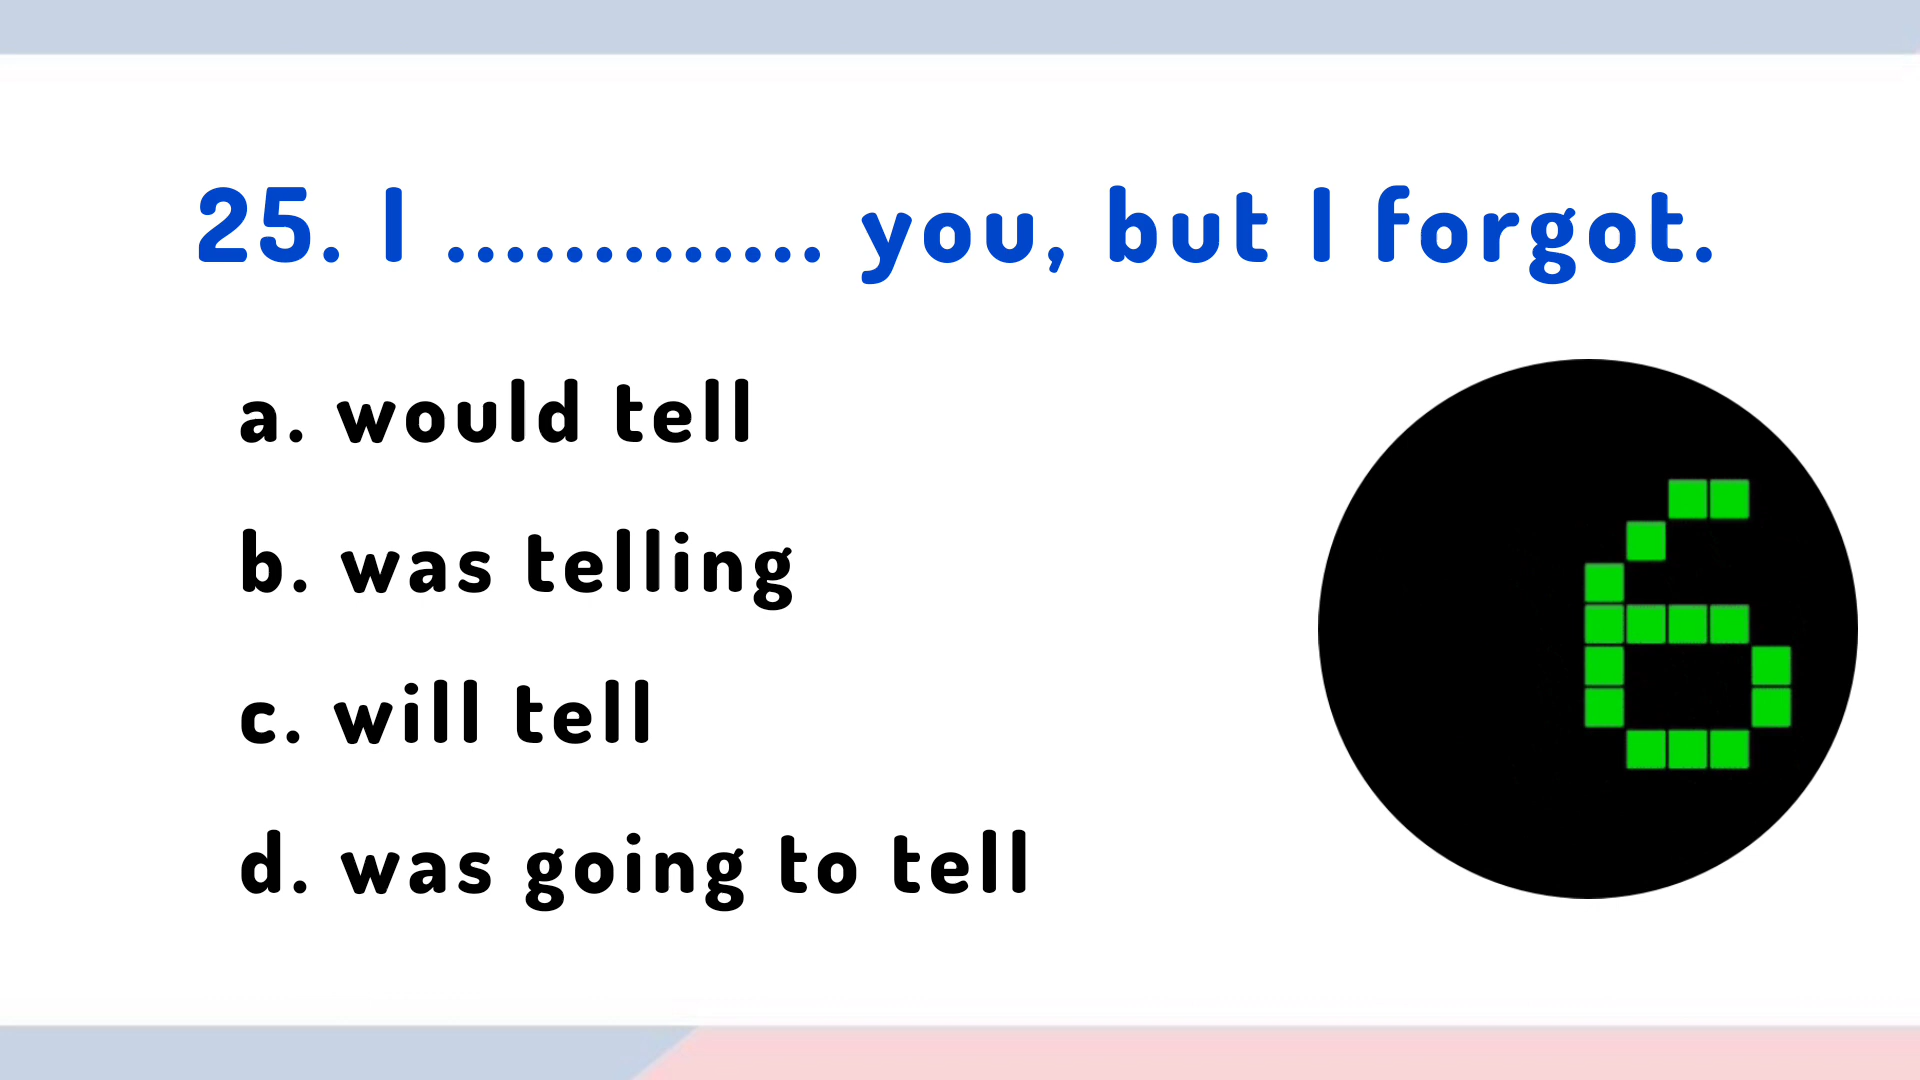 25. I ............. you, but I forgot.
a. would tell
b. was telling
c. will tell
d. was going to tell
6